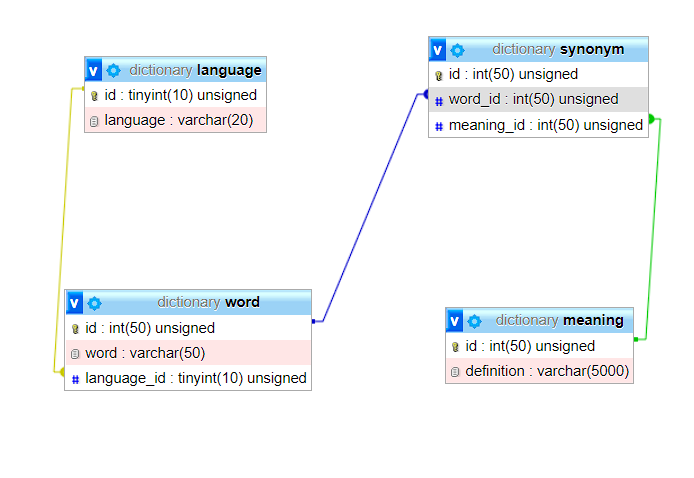 v dictionary language
id : tinyint(10) unsigned
language : varchar(20)
v dictionary synonym
id : int(50) unsigned
# word_id : int(50) unsigned
# meaning_id : int(50) unsigned
v dictionary word
id : int(50) unsigned
word : varchar(50)
# language_id : tinyint(10) unsigned
v dictionary meaning
id : int(50) unsigned
definition : varchar(5000)